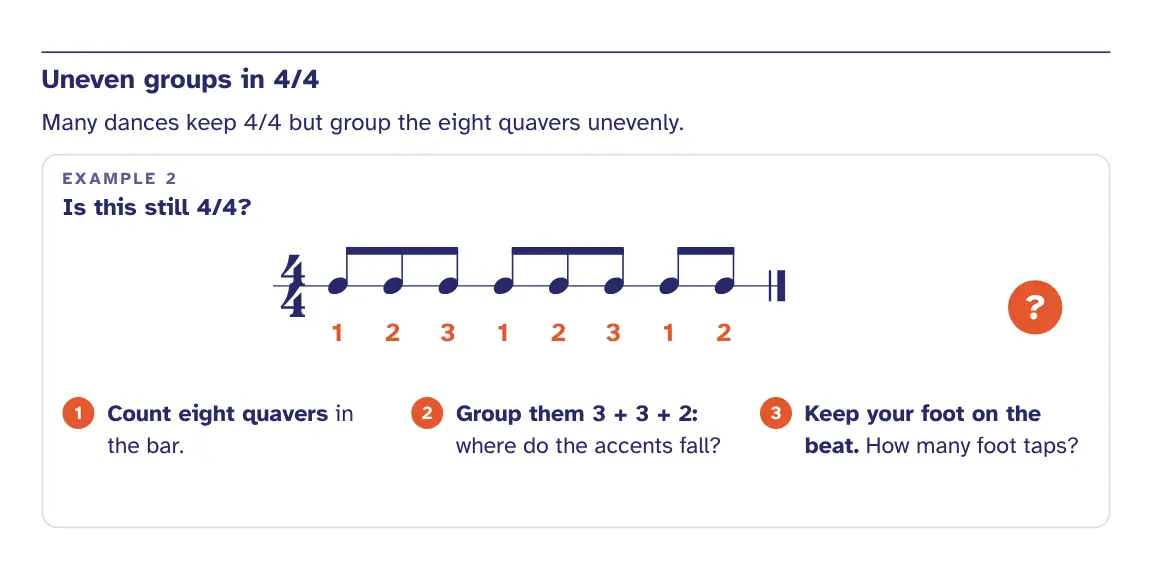 Uneven groups in 4/4
Many dances keep 4/4 but group the eight quavers unevenly.
EXAMPLE 2
Is this still 4/4?
4
4
1 2 3 1 2 3 1 2
?
1 Count eight quavers in
the bar.
2 Group them 3 + 3 + 2:
where do the accents fall?
3 Keep your foot on the
beat. How many foot taps?